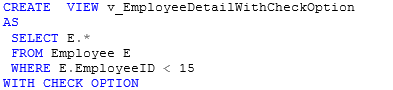 CREATE  VIEW v_EmployeeDetailWithCheckOption
AS
 SELECT E.*
 FROM Employee E
 WHERE E.EmployeeID < 15
WITH CHECK OPTION